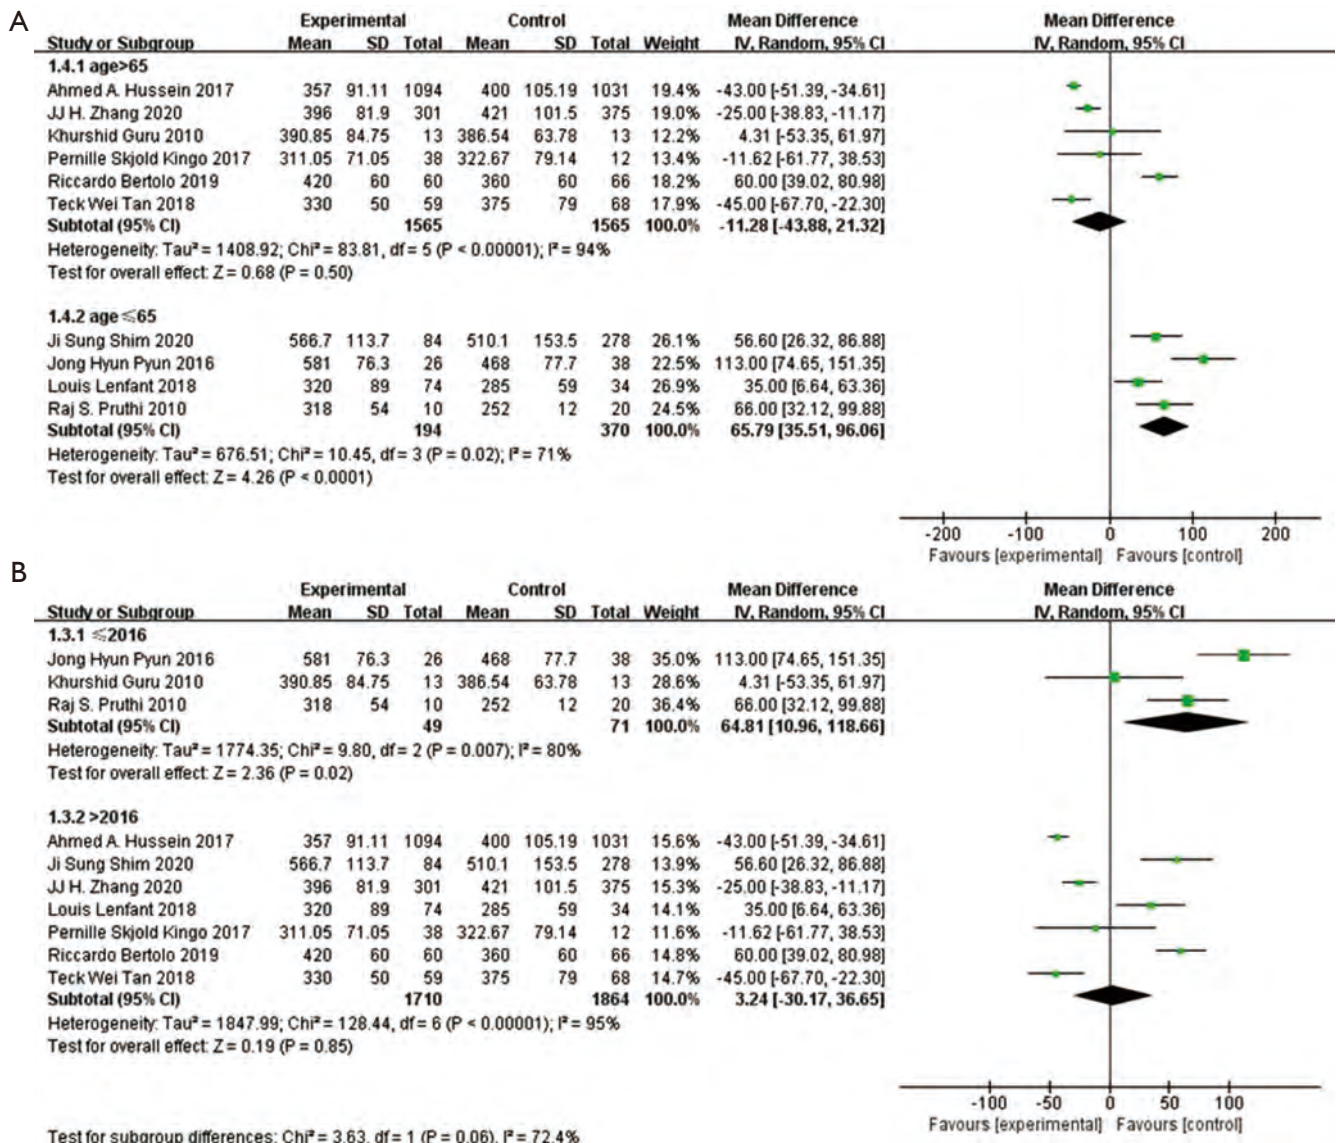 A
Experimental Control Mean Difference Mean Difference
Study or Subgroup Mean SD Total Mean SD Total Weight IV, Random, 95% CI IV, Random, 95% CI
1.4.1 age>65
Ahmed A. Hussein 2017 357 91.11 1094 400 105.19 1031 19.4% -43.00 [-51.39, -34.61]
JJ H. Zhang 2020 396 81.9 301 421 101.5 375 19.0% -25.00 [-38.83, -11.17]
Khurshid Guru 2010 390.85 84.75 13 386.54 63.78 13 12.2% 4.31 [-53.35, 61.97]
Pernille Skjold Kingo 2017 311.05 71.05 38 322.67 79.14 12 13.4% -11.62 [-61.77, 38.53]
Riccardo Bertolo 2019 420 60 60 360 60 66 18.2% 60.00 [39.02, 80.98]
Teck Wei Tan 2018 330 50 59 375 79 68 17.9% -45.00 [-67.70, -22.30]
Subtotal (95% CI) 1565 1565 100.0% -11.28 [-43.88, 21.32]
Heterogeneity: Tau² = 1408.92; Chi² = 83.81, df = 5 (P < 0.00001); I² = 94%
Test for overall effect: Z = 0.68 (P = 0.50)
1.4.2 age≤65
Ji Sung Shim 2020 566.7 113.7 84 510.1 153.5 278 26.1% 56.60 [26.32, 86.88]
Jong Hyun Pyun 2016 581 76.3 26 468 77.7 38 22.5% 113.00 [74.65, 151.35]
Louis Lenfant 2018 320 89 74 285 59 34 26.9% 35.00 [6.64, 63.36]
Raj S. Pruthi 2010 318 54 10 252 12 20 24.5% 66.00 [32.12, 99.88]
Subtotal (95% CI) 194 370 100.0% 65.79 [35.51, 96.06]
Heterogeneity: Tau² = 676.51; Chi² = 10.45, df = 3 (P = 0.02); I² = 71%
Test for overall effect: Z = 4.26 (P < 0.0001)
-200 -100 0 100 200
Favours [experimental] Favours [control]
B
Experimental Control Mean Difference Mean Difference
Study or Subgroup Mean SD Total Mean SD Total Weight IV, Random, 95% CI IV, Random, 95% CI
1.3.1 ≤2016
Jong Hyun Pyun 2016 581 76.3 26 468 77.7 38 35.0% 113.00 [74.65, 151.35]
Khurshid Guru 2010 390.85 84.75 13 386.54 63.78 13 28.6% 4.31 [-53.35, 61.97]
Raj S. Pruthi 2010 318 54 10 252 12 20 36.4% 66.00 [32.12, 99.88]
Subtotal (95% CI) 49 71 100.0% 64.81 [10.96, 118.66]
Heterogeneity: Tau² = 1774.35; Chi² = 9.80, df = 2 (P = 0.007); I² = 80%
Test for overall effect: Z = 2.36 (P = 0.02)
1.3.2 >2016
Ahmed A. Hussein 2017 357 91.11 1094 400 105.19 1031 15.6% -43.00 [-51.39, -34.61]
Ji Sung Shim 2020 566.7 113.7 84 510.1 153.5 278 13.9% 56.60 [26.32, 86.88]
JJ H. Zhang 2020 396 81.9 301 421 101.5 375 15.3% -25.00 [-38.83, -11.17]
Louis Lenfant 2018 320 89 74 285 59 34 14.1% 35.00 [6.64, 63.36]
Pernille Skjold Kingo 2017 311.05 71.05 38 322.67 79.14 12 11.6% -11.62 [-61.77, 38.53]
Riccardo Bertolo 2019 420 60 60 360 60 66 14.8% 60.00 [39.02, 80.98]
Teck Wei Tan 2018 330 50 59 375 79 68 14.7% -45.00 [-67.70, -22.30]
Subtotal (95% CI) 1710 1864 100.0% 3.24 [-30.17, 36.65]
Heterogeneity: Tau² = 1847.99; Chi² = 128.44, df = 6 (P < 0.00001); I² = 95%
Test for overall effect: Z = 0.19 (P = 0.85)
-100 -50 0 50 100
Favours [experimental] Favours [control]
Test for subgroup differences: Chi² = 3.63, df = 1 (P = 0.06), I² = 72.4%